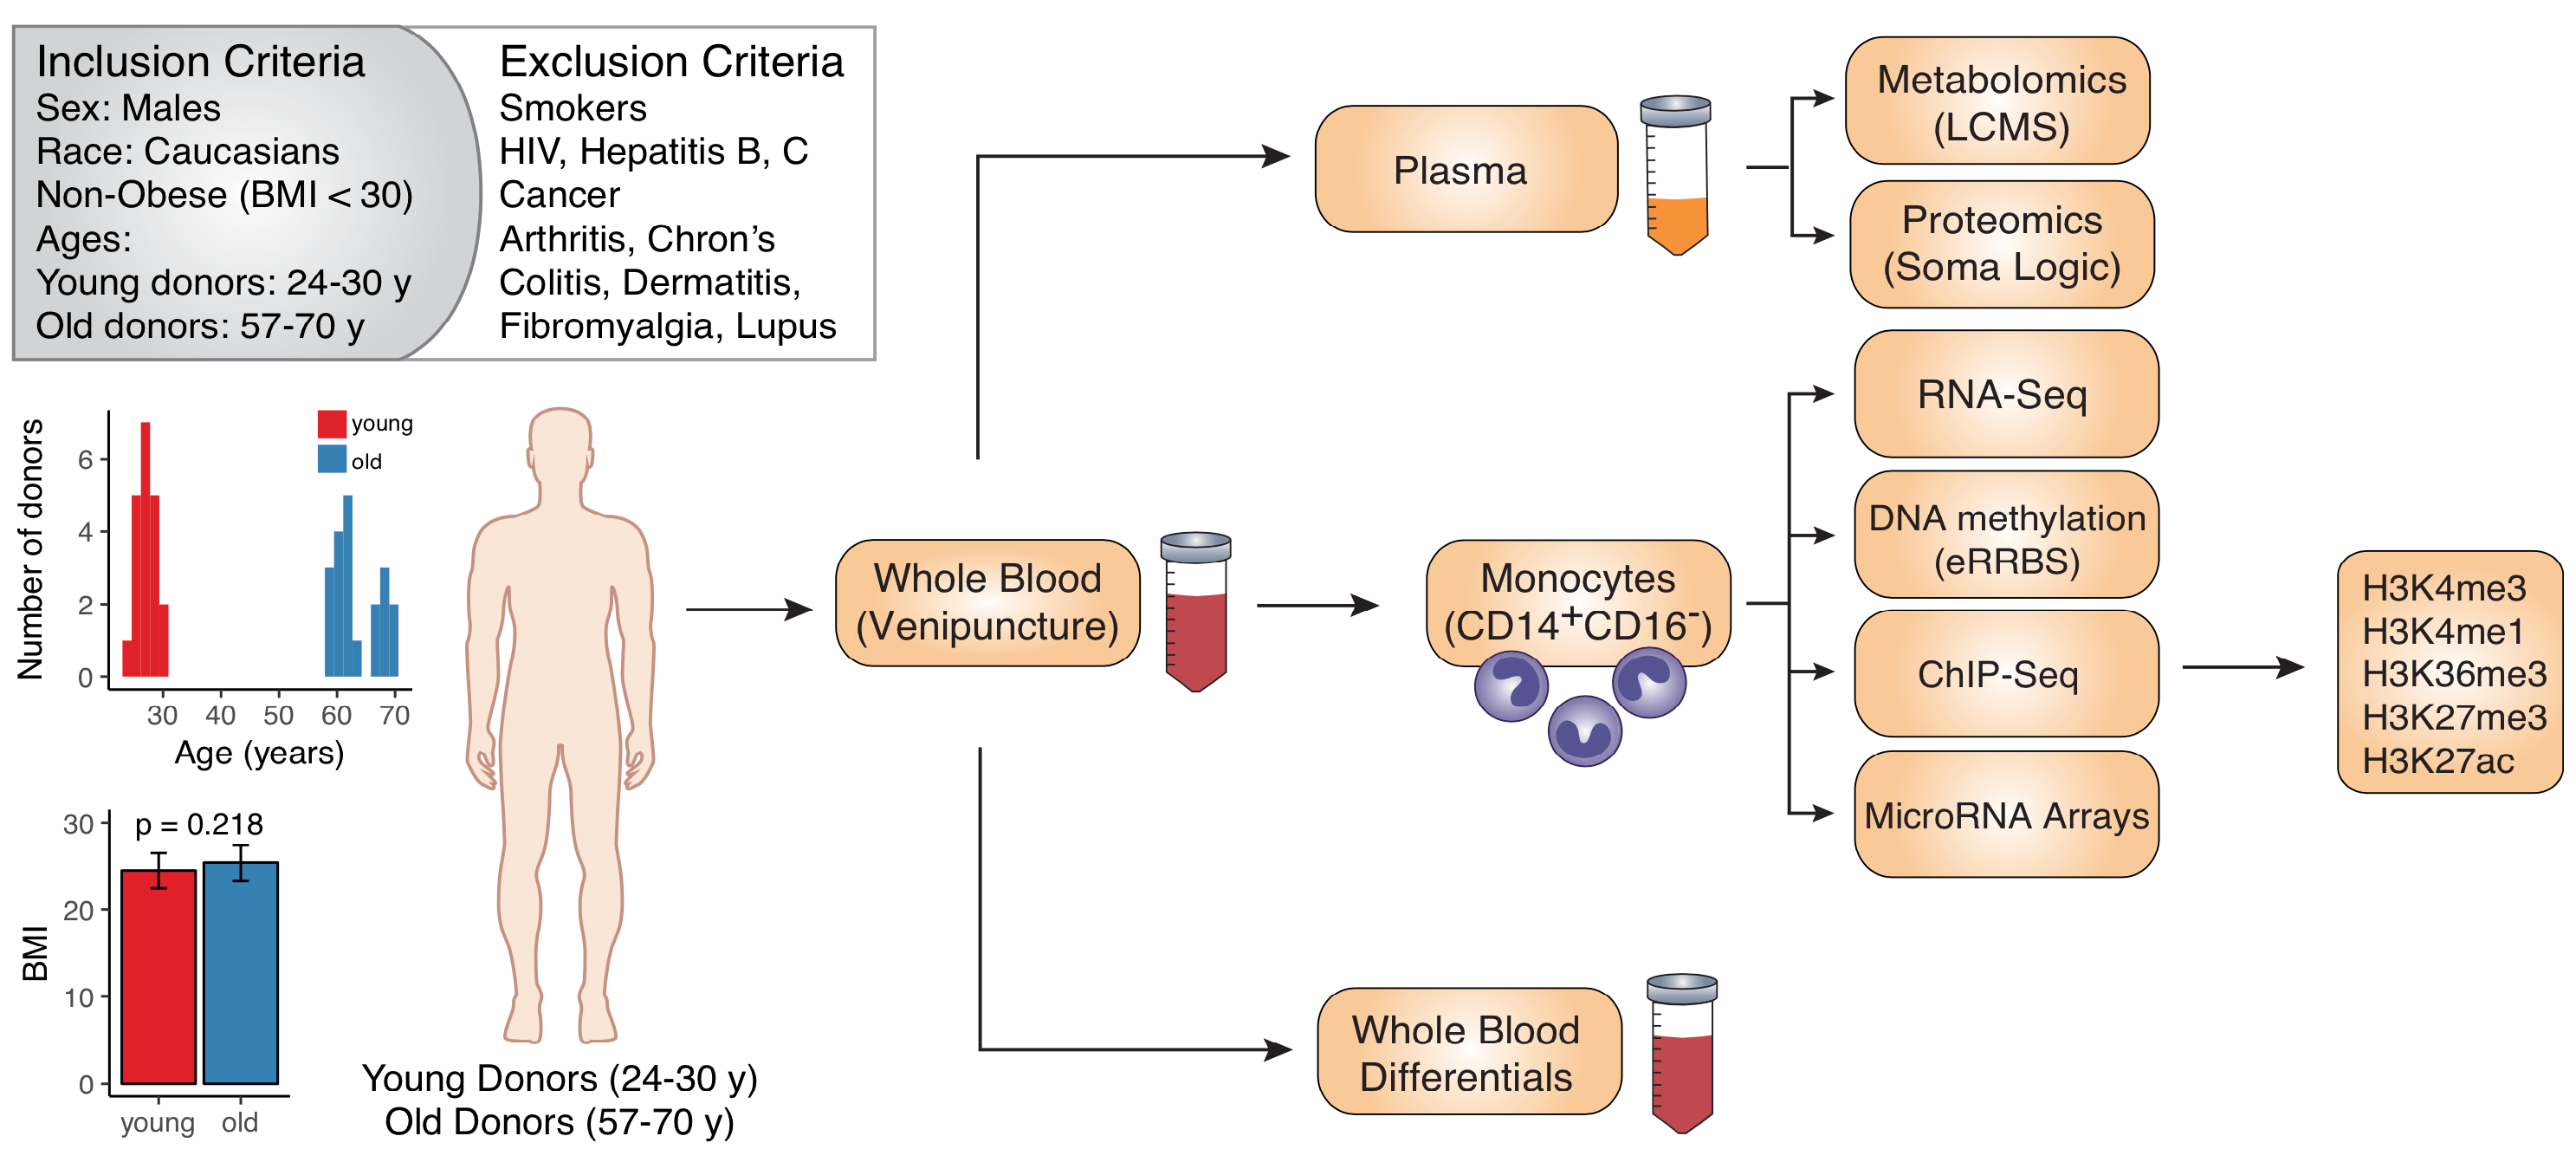 Inclusion Criteria
Sex: Males
Race: Caucasians
Non-Obese (BMI < 30)
Ages:
Young donors: 24-30 y
Old donors: 57-70 y
Exclusion Criteria
Smokers
HIV, Hepatitis B, C
Cancer
Arthritis, Chron’s
Colitis, Dermatitis,
Fibromyalgia, Lupus
Number of donors
6
4
2
0
young
old
30 40 50 60 70
Age (years)
BMI
30
20
10
0
p = 0.218
young old
Young Donors (24-30 y)
Old Donors (57-70 y)
Whole Blood
(Venipuncture)
Plasma
Metabolomics
(LCMS)
Proteomics
(Soma Logic)
Monocytes
(CD14⁺CD16⁻)
RNA-Seq
DNA methylation
(eRRBS)
ChIP-Seq
MicroRNA Arrays
H3K4me3
H3K4me1
H3K36me3
H3K27me3
H3K27ac
Whole Blood
Differentials